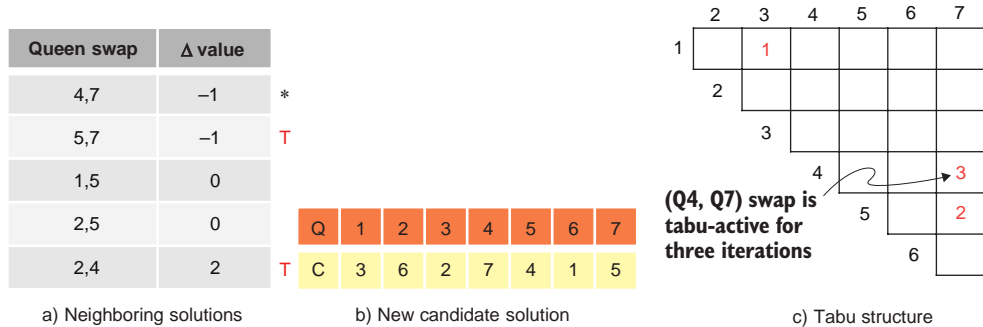 Queen swap Δ value
4,7 –1 *
5,7 –1 T
1,5 0
2,5 0
2,4 2 T
a) Neighboring solutions
Q 1 2 3 4 5 6 7
C 3 6 2 7 4 1 5
b) New candidate solution
2 3 4 5 6 7
1 1
2
3
4 3
5 2
6
(Q4, Q7) swap is
tabu-active for
three iterations
c) Tabu structure